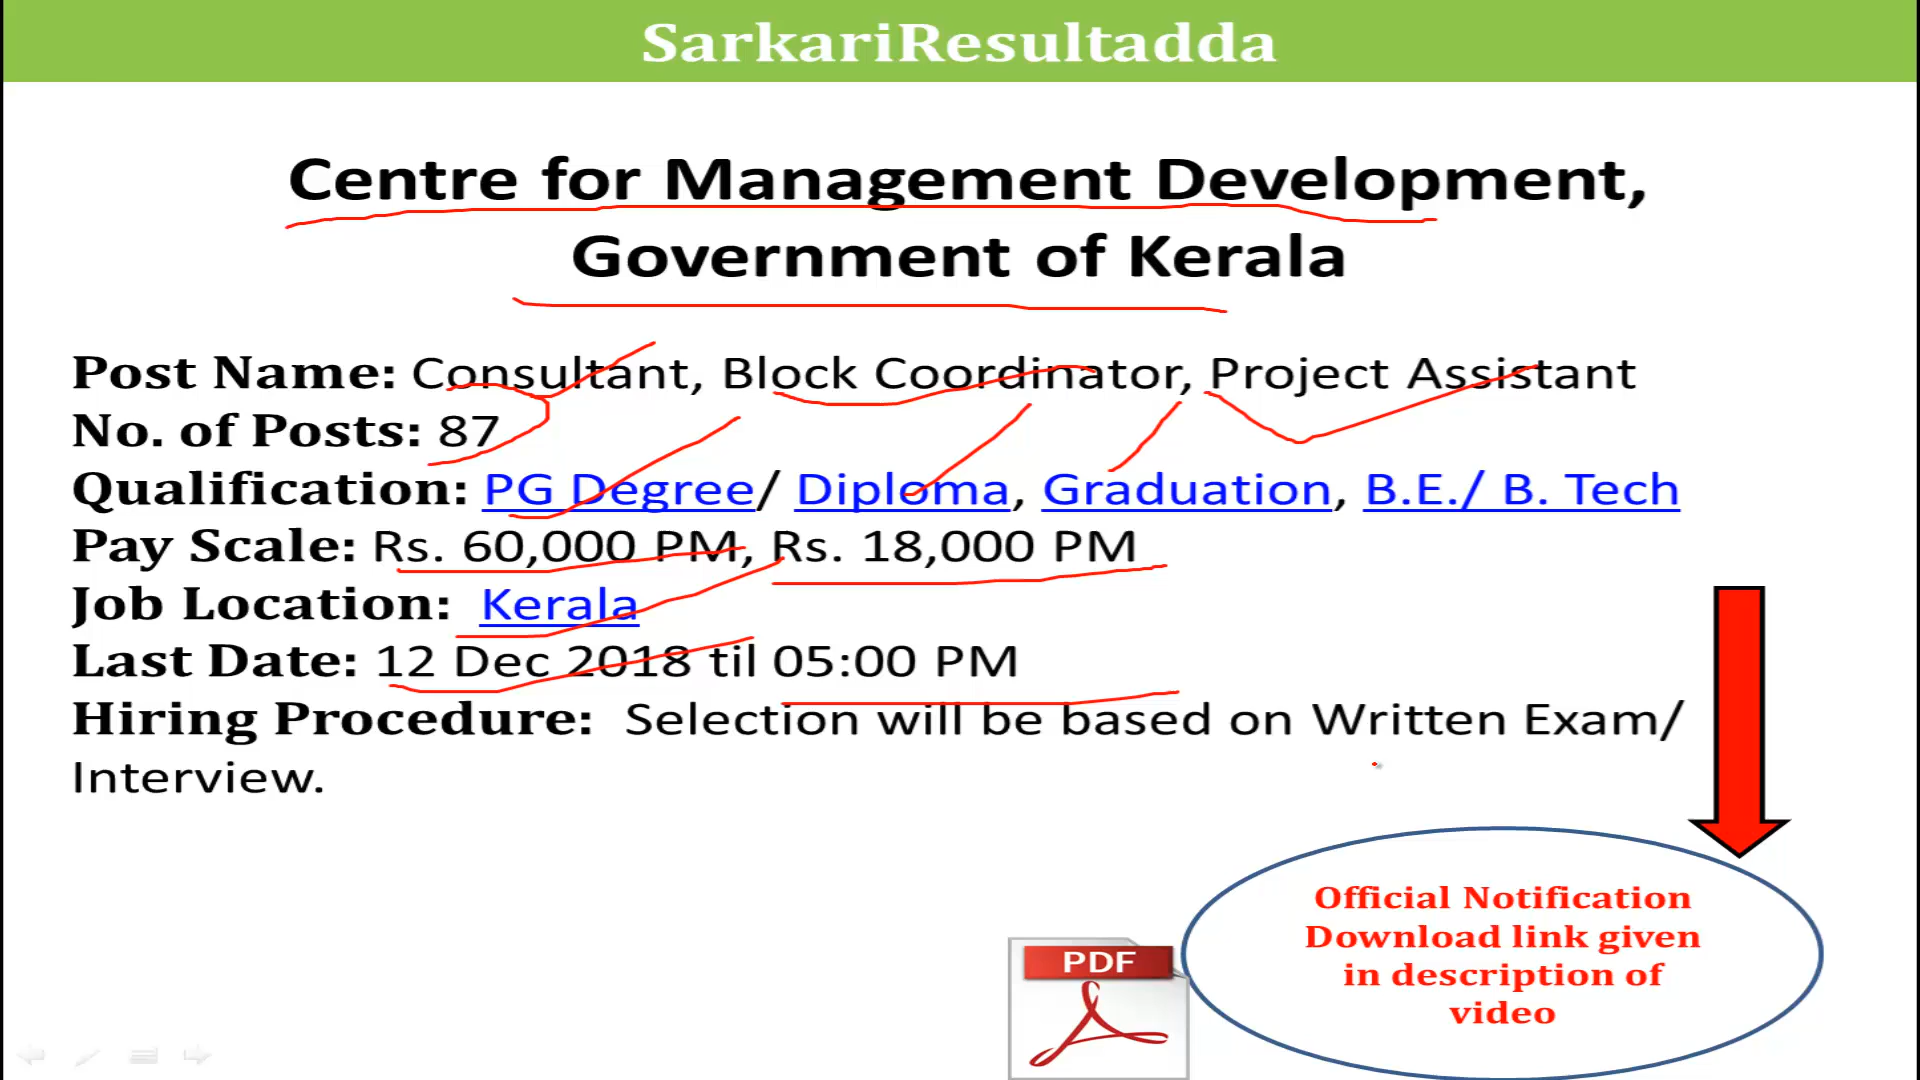 SarkariResultadda
Centre for Management Development,
Government of Kerala
Post Name: Consultant, Block Coordinator, Project Assistant
No. of Posts: 87
Qualification: PG Degree/ Diploma, Graduation, B.E./ B. Tech
Pay Scale: Rs. 60,000 PM, Rs. 18,000 PM
Job Location: Kerala
Last Date: 12 Dec 2018 til 05:00 PM
Hiring Procedure: Selection will be based on Written Exam/
Interview.
Official Notification
Download link given
in description of
video
PDF